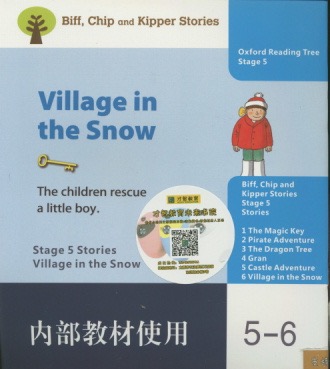 Biff, Chip and Kipper Stories
Oxford Reading Tree
Stage 5
Village in
the Snow
The children rescue
a little boy.
Biff, Chip and
Kipper Stories
Stage 5
Stories
1 The Magic Key
2 Pirate Adventure
3 The Dragon Tree
4 Gran
5 Castle Adventure
6 Village in the Snow
Stage 5 Stories
Village in the Snow
内部教材使用
5-6